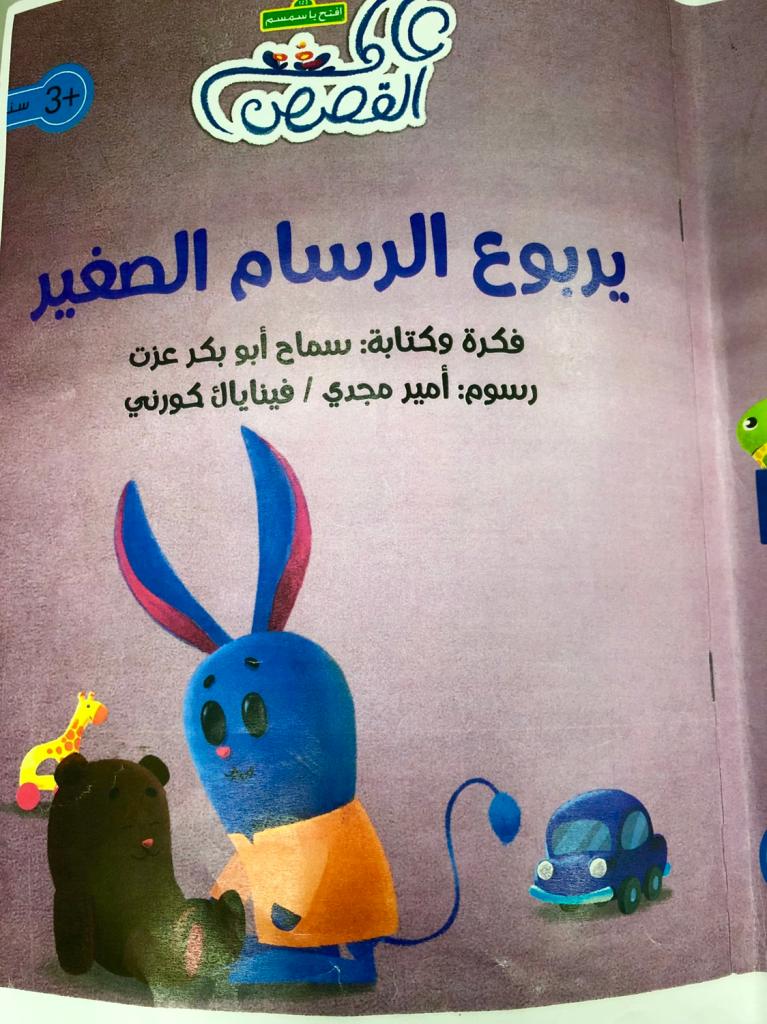 افتح يا سمسم
عالم
القصص
+3
يربوع الرسام الصغير
فكرة وكتابة: سماح أبو بكر عزت
رسوم: أمير مجدي / فيناياك كورني